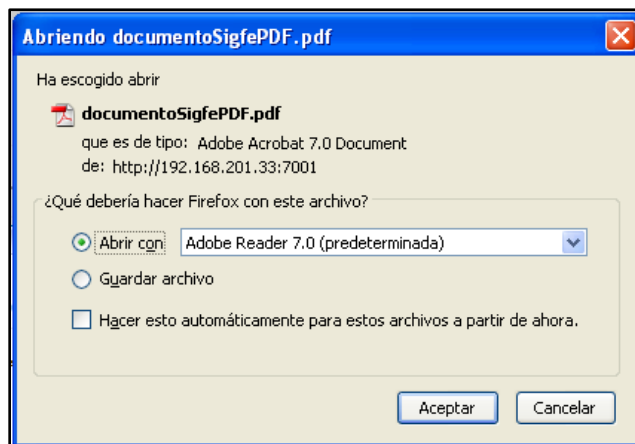 Abriendo documentoSigfePDF.pdf
Ha escogido abrir
documentoSigfePDF.pdf
que es de tipo: Adobe Acrobat 7.0 Document
de: http://192.168.201.33:7001
¿Qué debería hacer Firefox con este archivo?
Abrir con Adobe Reader 7.0 (predeterminada)
Guardar archivo
Hacer esto automáticamente para estos archivos a partir de ahora.
Aceptar Cancelar